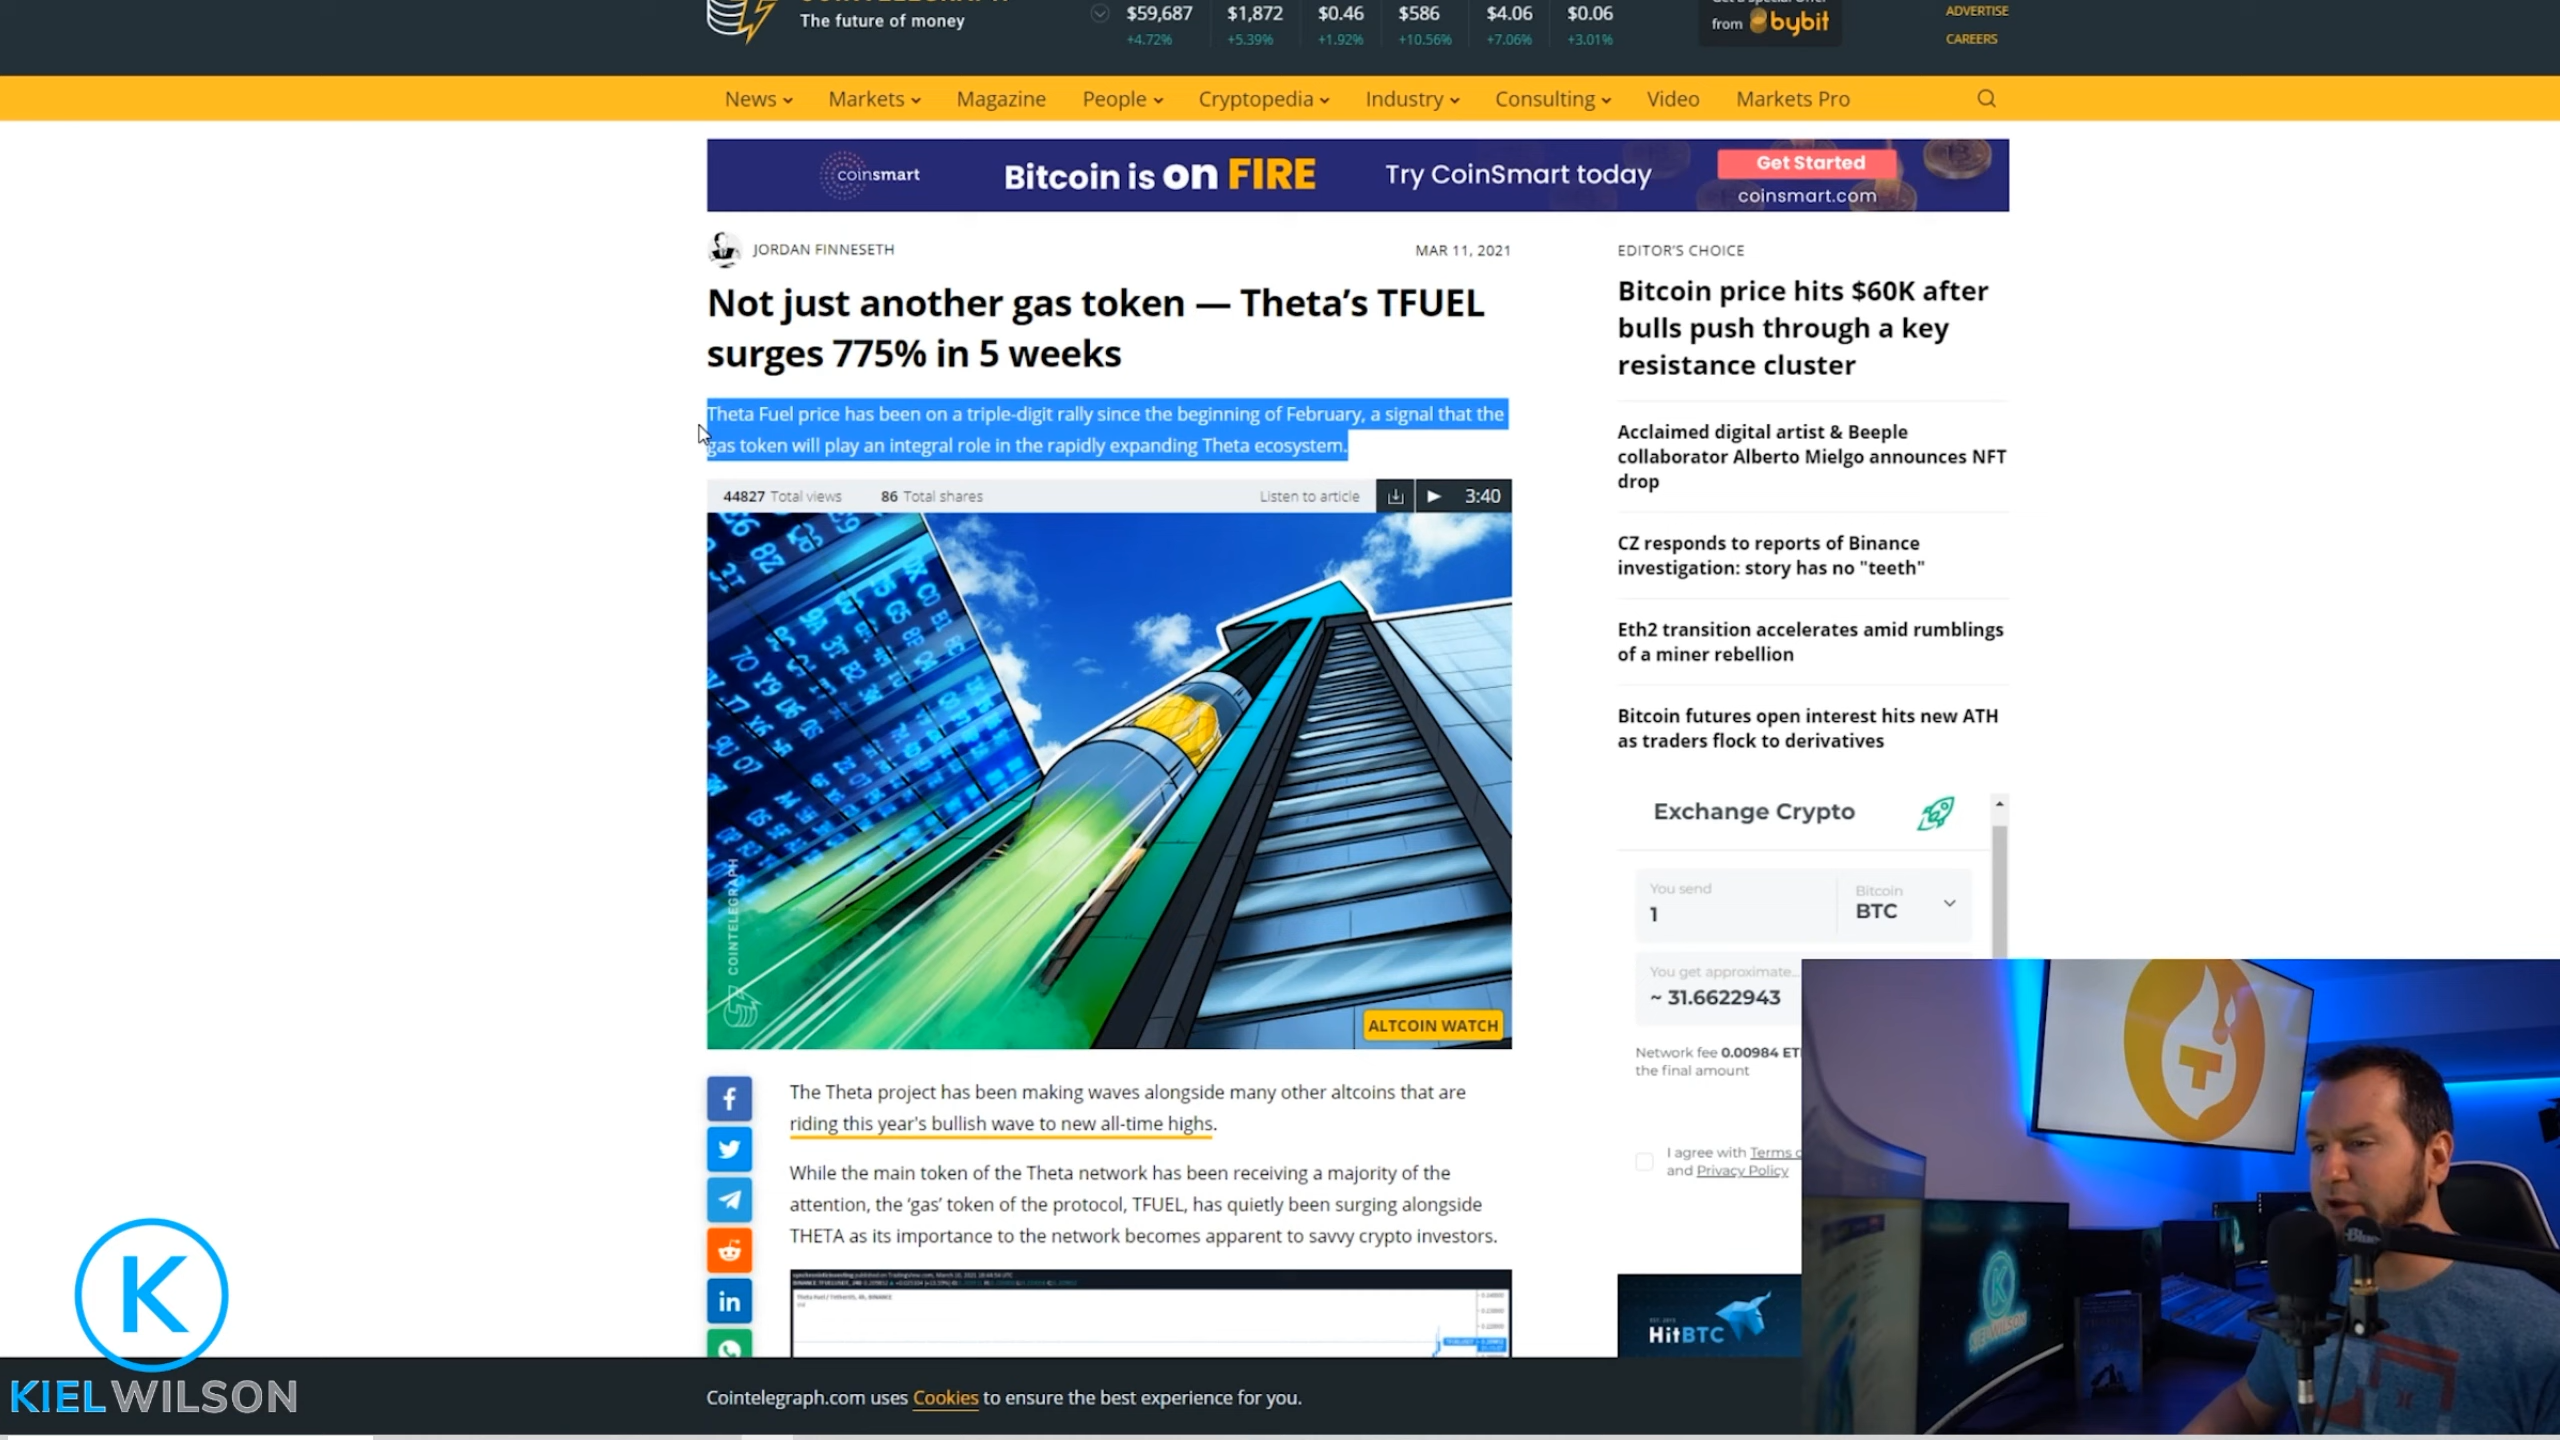 The future of money
$59,687
+4.72%
$1,872
+5.39%
$0.46
+1.92%
$586
+10.56%
$4.06
+7.06%
$0.06
+3.01%
from bybit
ADVERTISE
CAREERS
News
Markets
Magazine
People
Cryptopedia
Industry
Consulting
Video
Markets Pro
coinsmart
Bitcoin is on FIRE
Try CoinSmart today
Get Started
coinsmart.com
JORDAN FINNESETH
MAR 11, 2021
Not just another gas token — Theta’s TFUEL
surges 775% in 5 weeks
Theta Fuel price has been on a triple-digit rally since the beginning of February, a signal that the
gas token will play an integral role in the rapidly expanding Theta ecosystem.
44827 Total views
86 Total shares
Listen to article
3:40
COINTELEGRAPH
ALTCOIN WATCH
The Theta project has been making waves alongside many other altcoins that are
riding this year's bullish wave to new all-time highs.
While the main token of the Theta network has been receiving a majority of the
attention, the ‘gas’ token of the protocol, TFUEL, has quietly been surging alongside
THETA as its importance to the network becomes apparent to savvy crypto investors.
EDITOR’S CHOICE
Bitcoin price hits $60K after
bulls push through a key
resistance cluster
Acclaimed digital artist & Beeple
collaborator Alberto Mielgo announces NFT
drop
CZ responds to reports of Binance
investigation: story has no "teeth"
Eth2 transition accelerates amid rumblings
of a miner rebellion
Bitcoin futures open interest hits new ATH
as traders flock to derivatives
Exchange Crypto
You send
1
Bitcoin
BTC
You get approximate...
~ 31.6622943
Network fee 0.00984 ET
the final amount
I agree with Terms
and Privacy Policy
HitBTC
Blue
K
KIEL WILSON
K
KIEL WILSON
Cointelegraph.com uses Cookies to ensure the best experience for you.